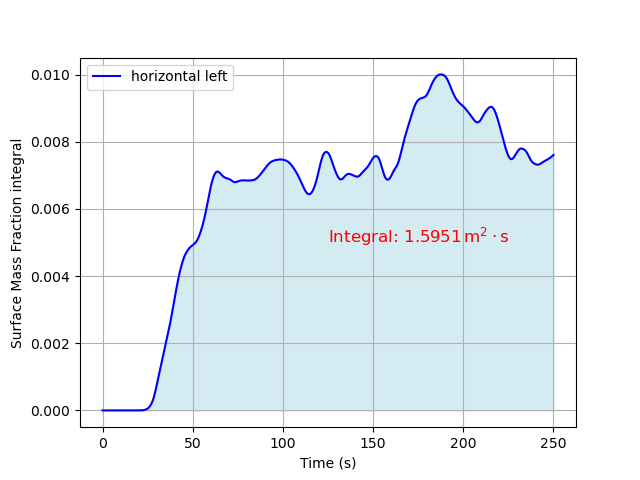 horizontal left
0.010
0.008
0.006
0.004
0.002
0.000
Surface Mass Fraction integral
Integral: 1.5951 m² · s
0 50 100 150 200 250
Time (s)